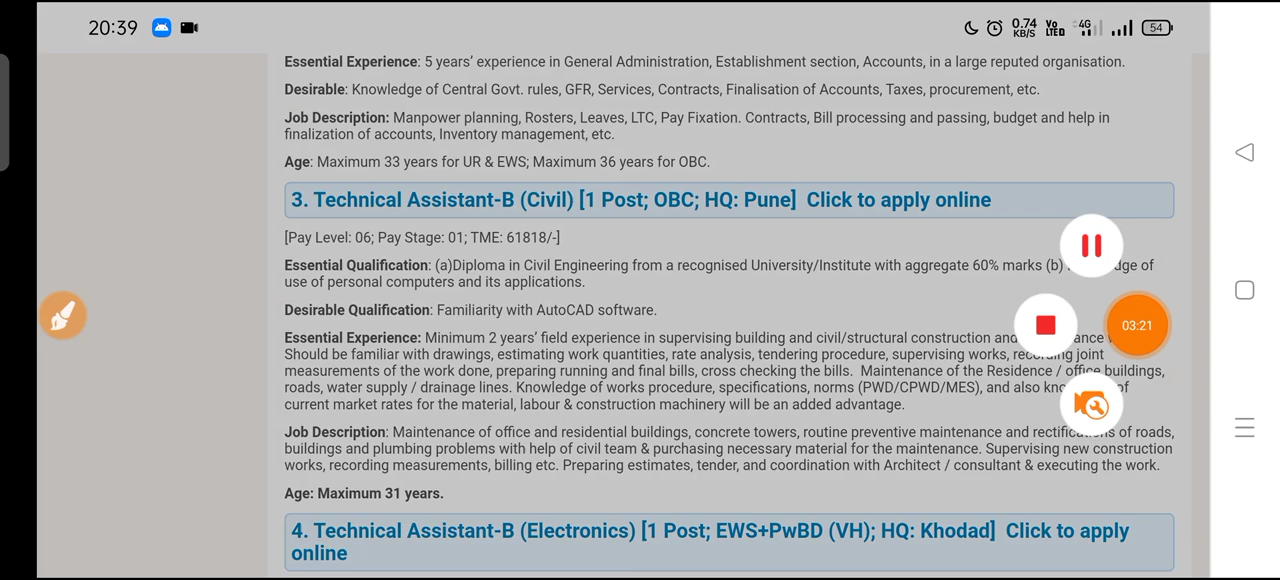 20:39
0.74 KB/S Vo LTE 4G 54
Essential Experience: 5 years’ experience in General Administration, Establishment section, Accounts, in a large reputed organisation.
Desirable: Knowledge of Central Govt. rules, GFR, Services, Contracts, Finalisation of Accounts, Taxes, procurement, etc.
Job Description: Manpower planning, Rosters, Leaves, LTC, Pay Fixation. Contracts, Bill processing and passing, budget and help in
finalization of accounts, Inventory management, etc.
Age: Maximum 33 years for UR & EWS; Maximum 36 years for OBC.
3. Technical Assistant-B (Civil) [1 Post; OBC; HQ: Pune] Click to apply online
[Pay Level: 06; Pay Stage: 01; TME: 61818/-]
Essential Qualification: (a)Diploma in Civil Engineering from a recognised University/Institute with aggregate 60% marks (b) of
use of personal computers and its applications.
Desirable Qualification: Familiarity with AutoCAD software.
03:21
Essential Experience: Minimum 2 years’ field experience in supervising building and civil/structural construction and
Should be familiar with drawings, estimating work quantities, rate analysis, tendering procedure, supervising works, recording joint
measurements of the work done, preparing running and final bills, cross checking the bills. Maintenance of the Residence / office buildings,
roads, water supply / drainage lines. Knowledge of works procedure, specifications, norms (PWD/CPWD/MES), and also of
current market rates for the material, labour & construction machinery will be an added advantage.
Job Description: Maintenance of office and residential buildings, concrete towers, routine preventive maintenance and rectifications of roads,
buildings and plumbing problems with help of civil team & purchasing necessary material for the maintenance. Supervising new construction
works, recording measurements, billing etc. Preparing estimates, tender, and coordination with Architect / consultant & executing the work.
Age: Maximum 31 years.
4. Technical Assistant-B (Electronics) [1 Post; EWS+PwBD (VH); HQ: Khodad] Click to apply
online